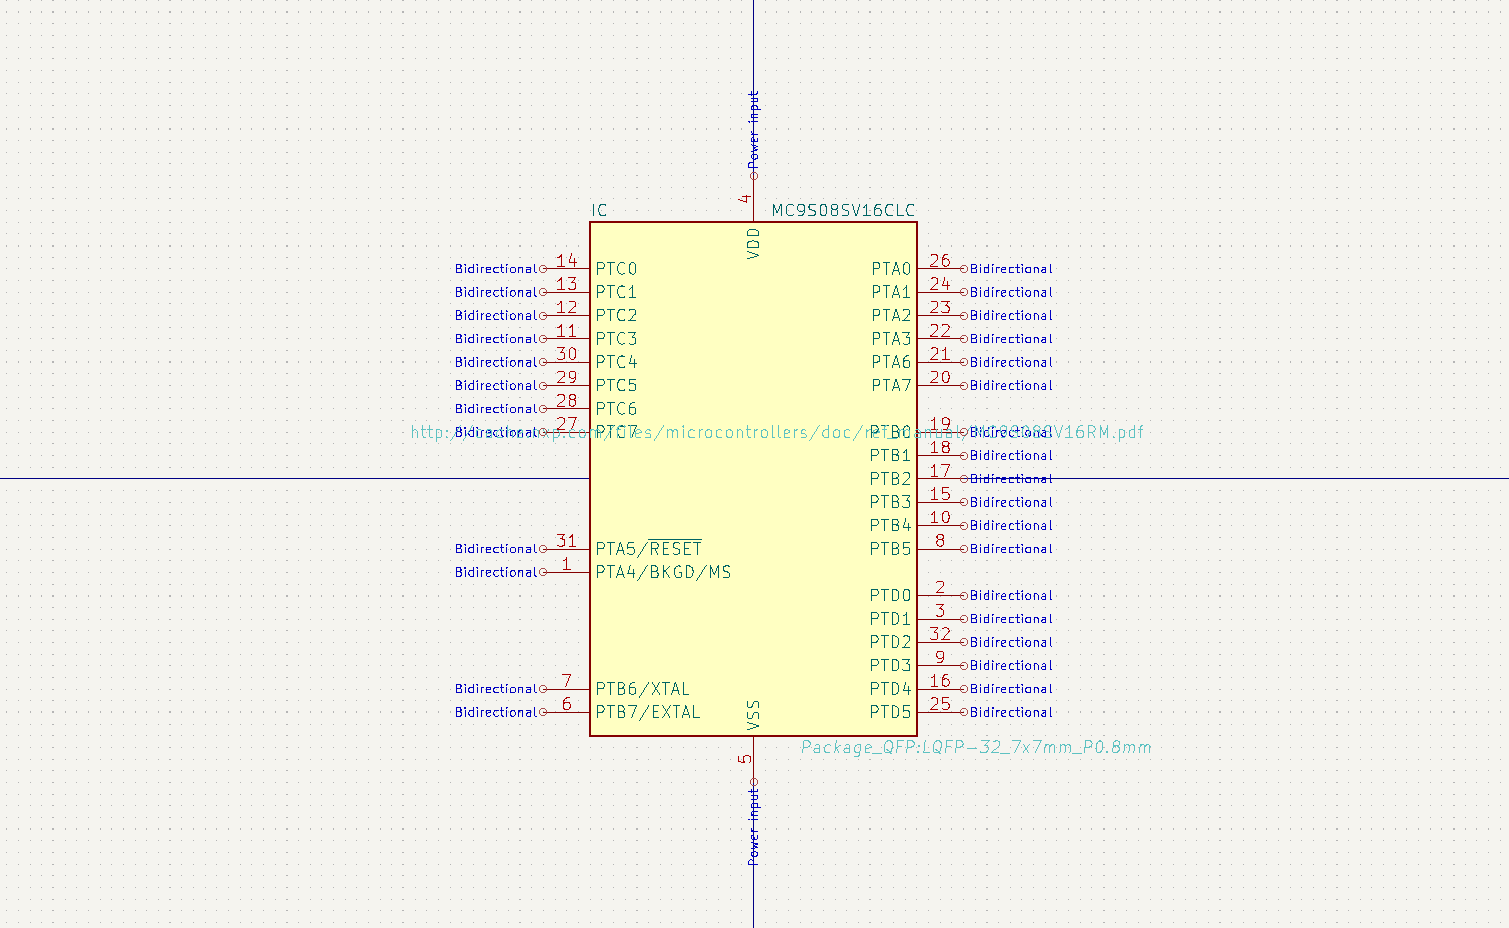 Power input
4
IC MC9S08SV16CLC
VDD
Bidirectional 14 PTC0 PTA0 26 Bidirectional
Bidirectional 13 PTC1 PTA1 24 Bidirectional
Bidirectional 12 PTC2 PTA2 23 Bidirectional
Bidirectional 11 PTC3 PTA3 22 Bidirectional
Bidirectional 30 PTC4 PTA6 21 Bidirectional
Bidirectional 29 PTC5 PTA7 20 Bidirectional
Bidirectional 28 PTC6
Bidirectional 27 PTC7 PTB0 19 Bidirectional
PTB1 18 Bidirectional
PTB2 17 Bidirectional
PTB3 15 Bidirectional
PTB4 10 Bidirectional
Bidirectional 31 PTA5/RESET PTB5 8 Bidirectional
Bidirectional 1 PTA4/BKGD/MS
PTD0 2 Bidirectional
PTD1 3 Bidirectional
PTD2 32 Bidirectional
PTD3 9 Bidirectional
Bidirectional 7 PTB6/XTAL PTD4 16 Bidirectional
Bidirectional 6 PTB7/EXTAL PTD5 25 Bidirectional
VSS
Package_QFP:LQFP-32_7x7mm_P0.8mm
5
Power input